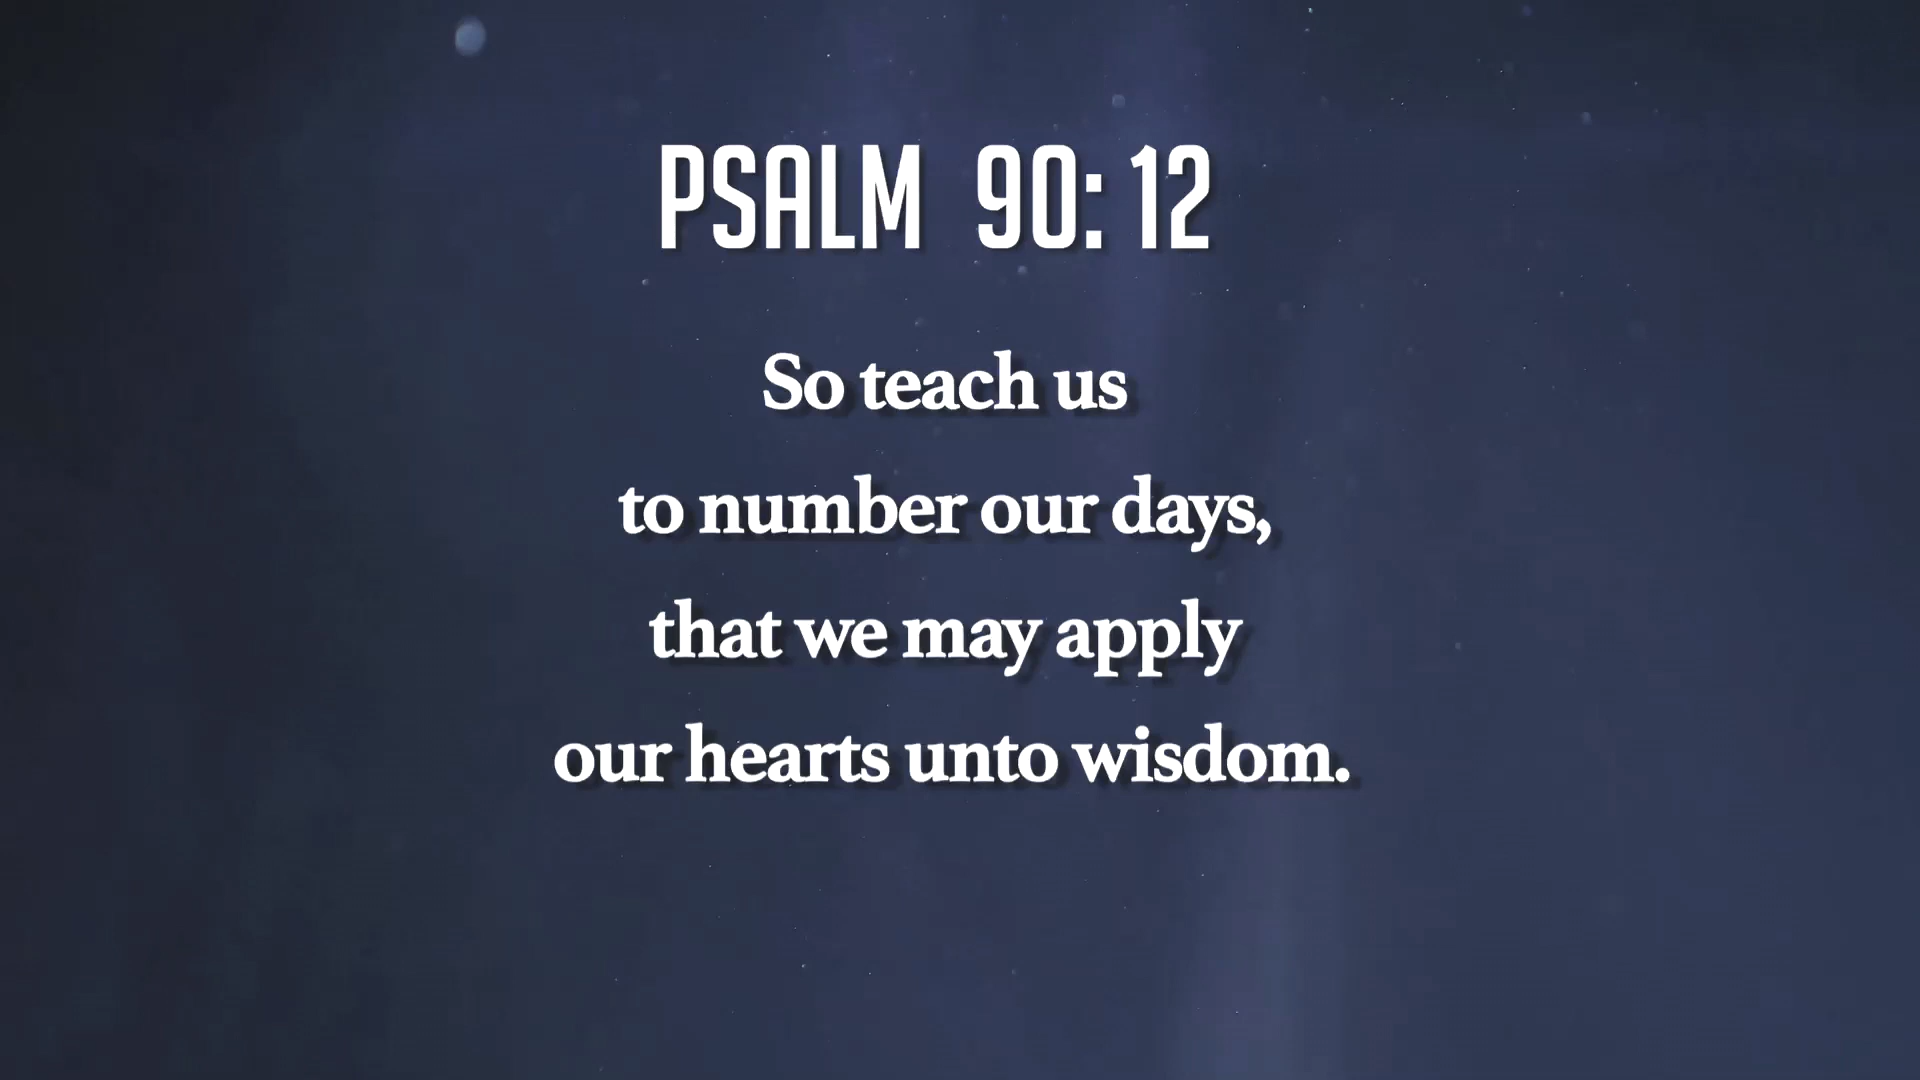 PSALM 90: 12
So teach us
to number our days,
that we may apply
our hearts unto wisdom.